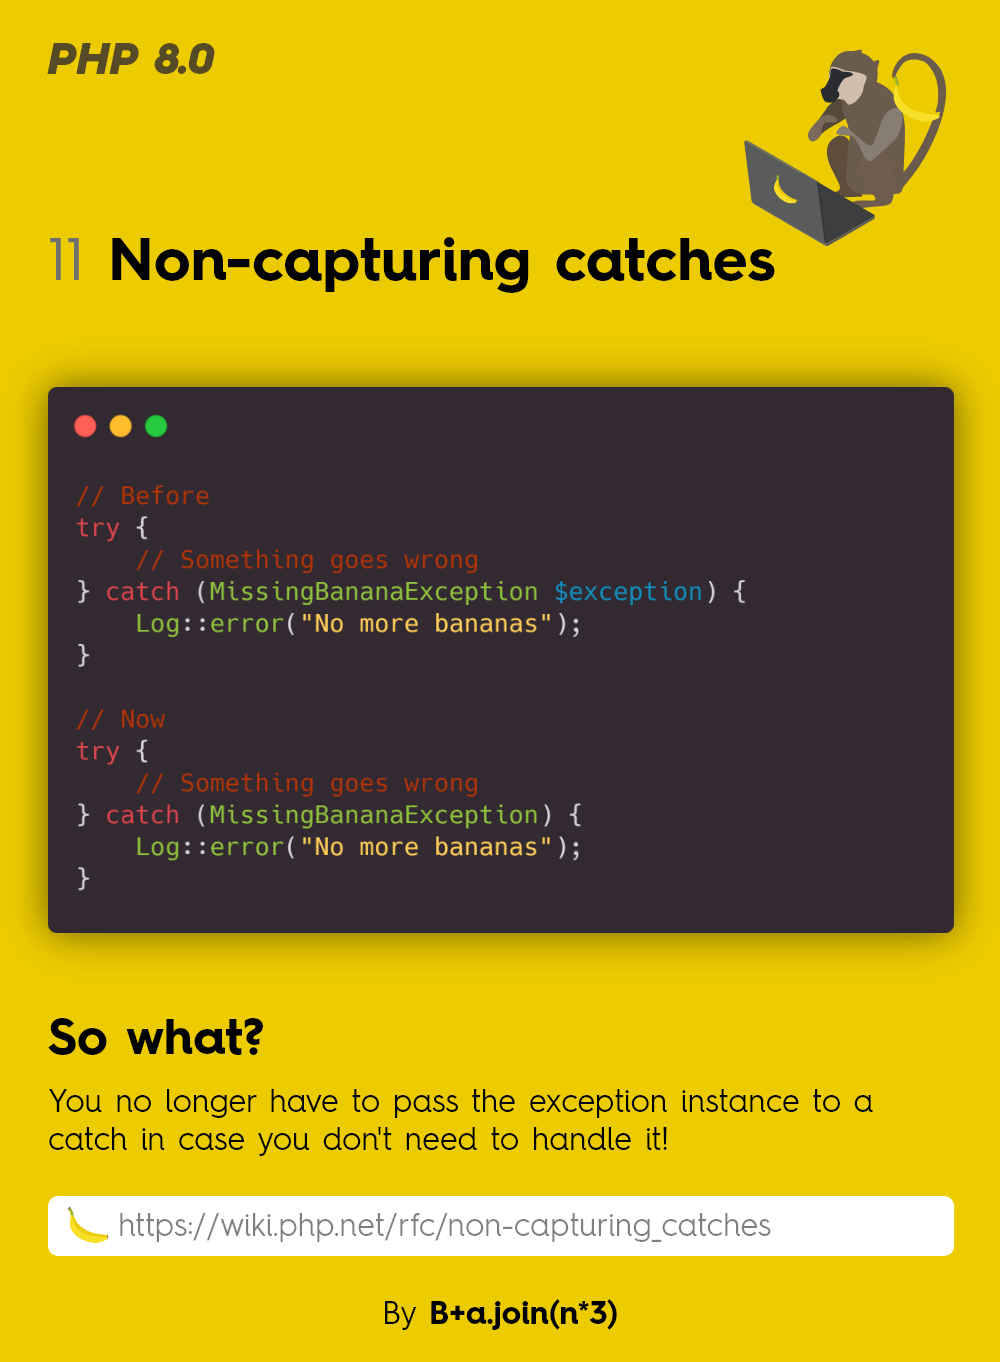 PHP 8.0
11 Non-capturing catches
// Before
try {
    // Something goes wrong
} catch (MissingBananaException $exception) {
    Log::error("No more bananas");
}
// Now
try {
    // Something goes wrong
} catch (MissingBananaException) {
    Log::error("No more bananas");
}
So what?
You no longer have to pass the exception instance to a
catch in case you don't need to handle it!
https://wiki.php.net/rfc/non-capturing_catches
By B+a.join(n*3)